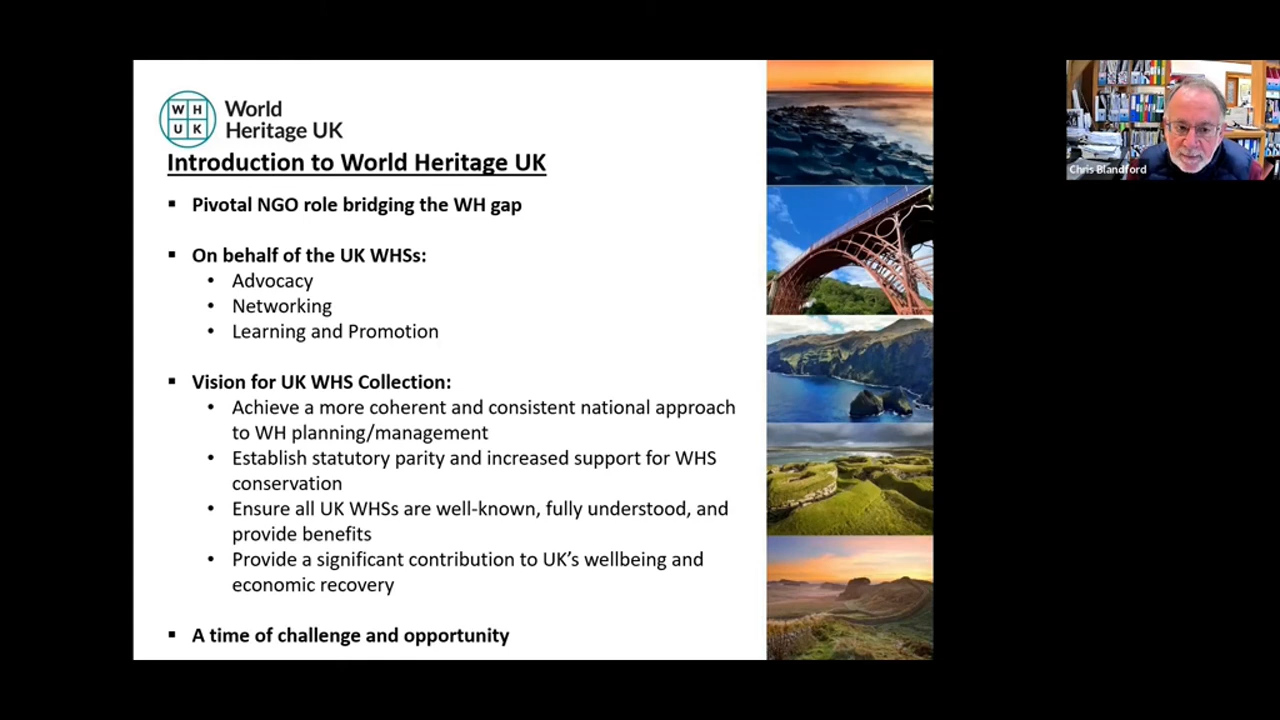 W H
U K
World
Heritage UK
Introduction to World Heritage UK
▪ Pivotal NGO role bridging the WH gap
▪ On behalf of the UK WHSs:
• Advocacy
• Networking
• Learning and Promotion
▪ Vision for UK WHS Collection:
• Achieve a more coherent and consistent national approach
to WH planning/management
• Establish statutory parity and increased support for WHS
conservation
• Ensure all UK WHSs are well-known, fully understood, and
provide benefits
• Provide a significant contribution to UK’s wellbeing and
economic recovery
▪ A time of challenge and opportunity
Chris Blandford